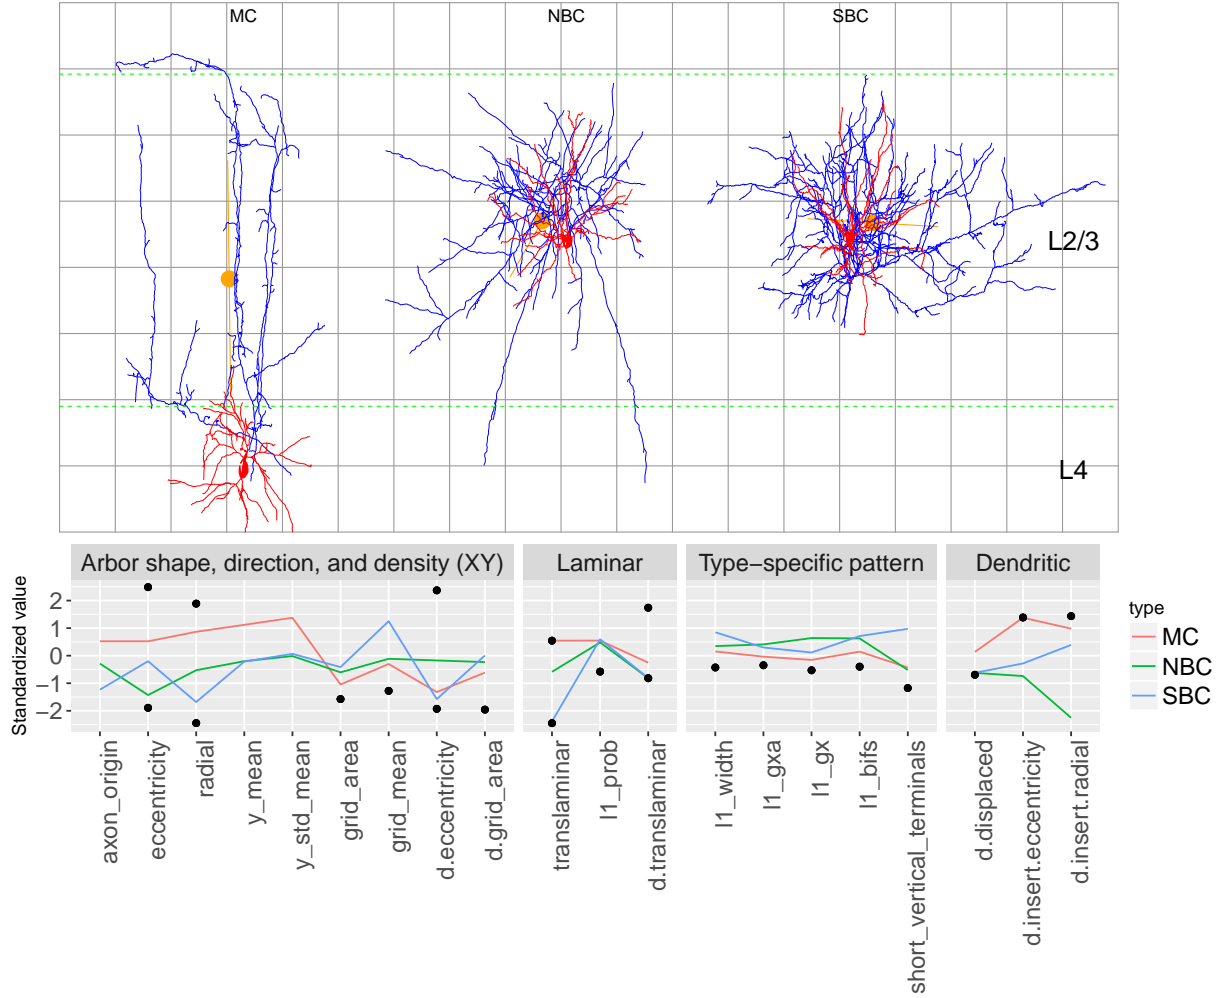 MC NBC SBC
L2/3
L4
Arbor shape, direction, and density (XY) Laminar Type−specific pattern Dendritic
Standardized value
2
1
0
−1
−2
axon_origin
eccentricity
radial
y_mean
y_std_mean
grid_area
grid_mean
d.eccentricity
d.grid_area
translaminar
l1_prob
d.translaminar
l1_width
l1_gxa
l1_gx
l1_bifs
short_vertical_terminals
d.displaced
d.insert.eccentricity
d.insert.radial
type
MC
NBC
SBC